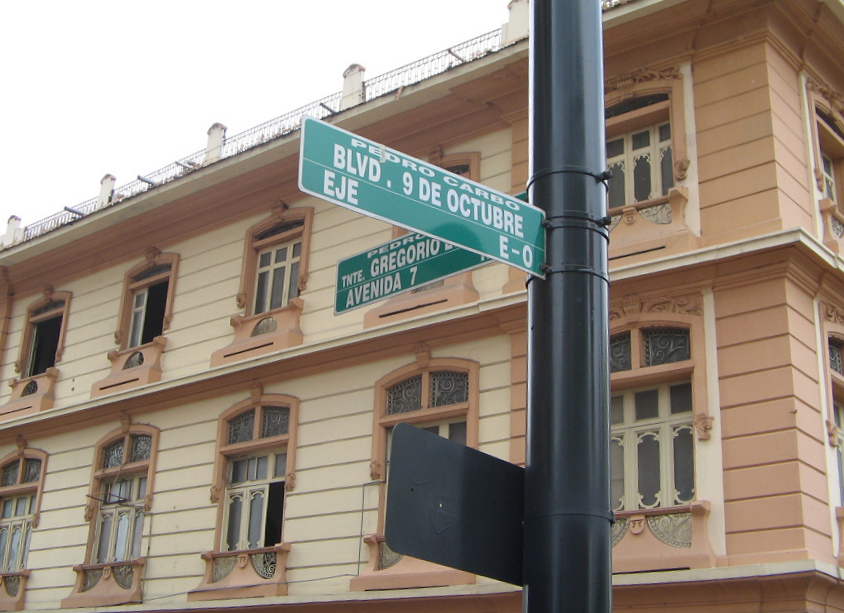 PEDRO CARBO
BLVD. 9 DE OCTUBRE
EJE E-O
PEDRO
TNTE. GREGORIO
AVENIDA 7